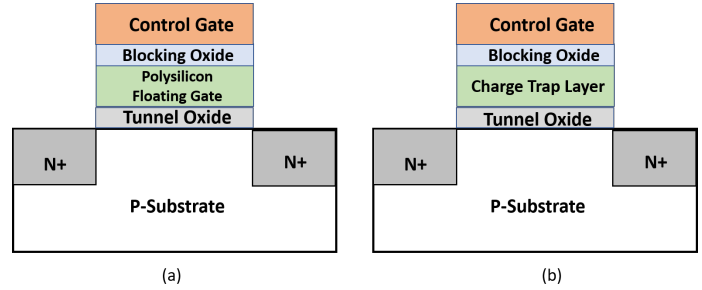 Control Gate
Blocking Oxide
Polysilicon
Floating Gate
Tunnel Oxide
N+
N+
P-Substrate
(a)
Control Gate
Blocking Oxide
Charge Trap Layer
Tunnel Oxide
N+
N+
P-Substrate
(b)